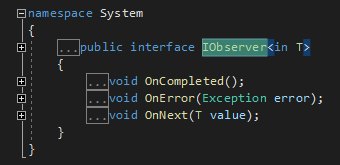 namespace System
{
...public interface IObserver<in T>
{
...void OnCompleted();
...void OnError(Exception error);
...void OnNext(T value);
}
}